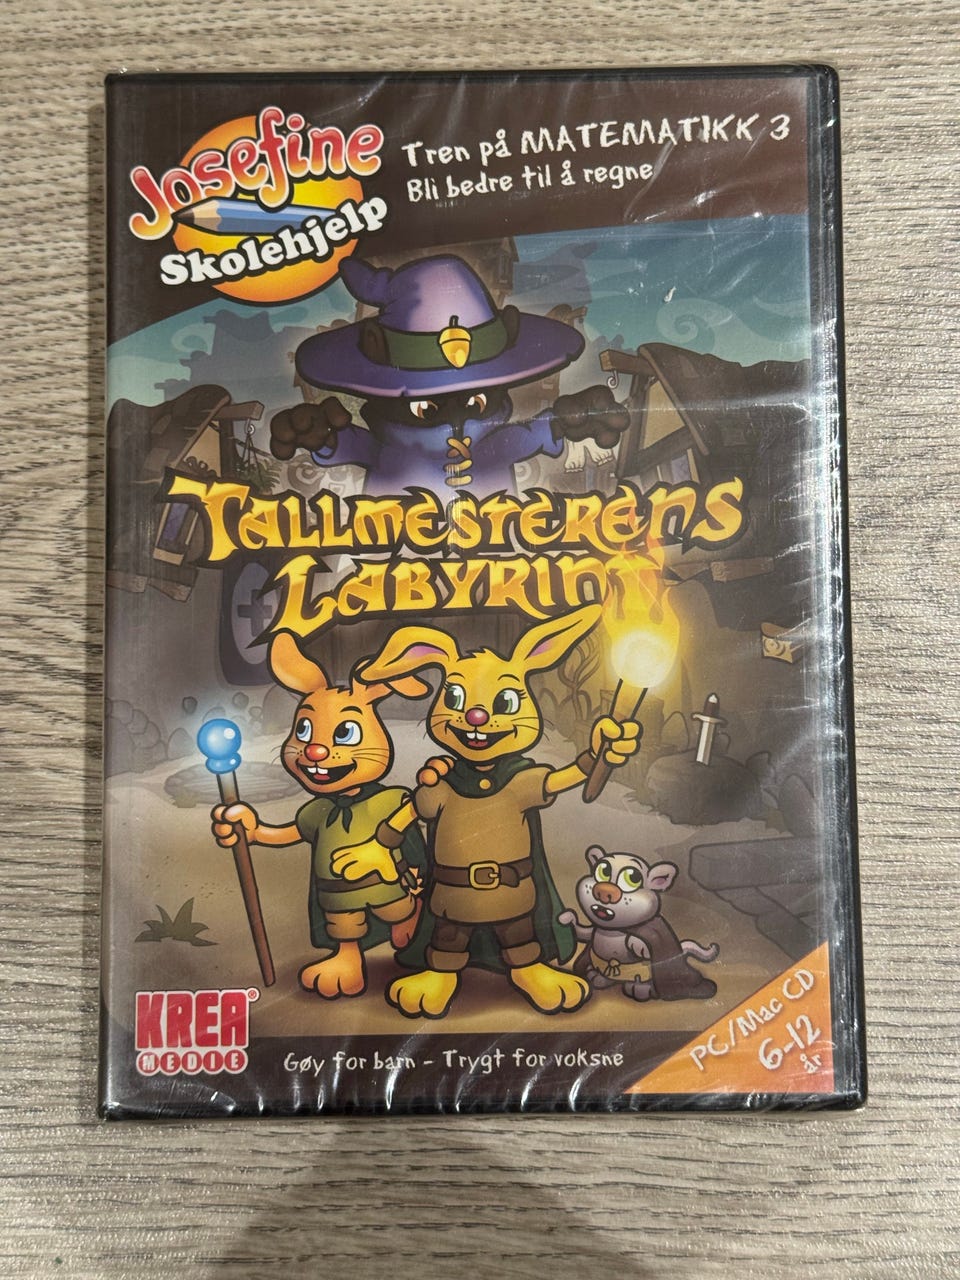 Josefine
Skolehjelp
Tren på MATEMATIKK 3
Bli bedre til å regne
TALLMESTERENS
LABYRINT
KREA®
MEDIE
Gøy for barn - Trygt for voksne
PC/Mac CD
6-12
år